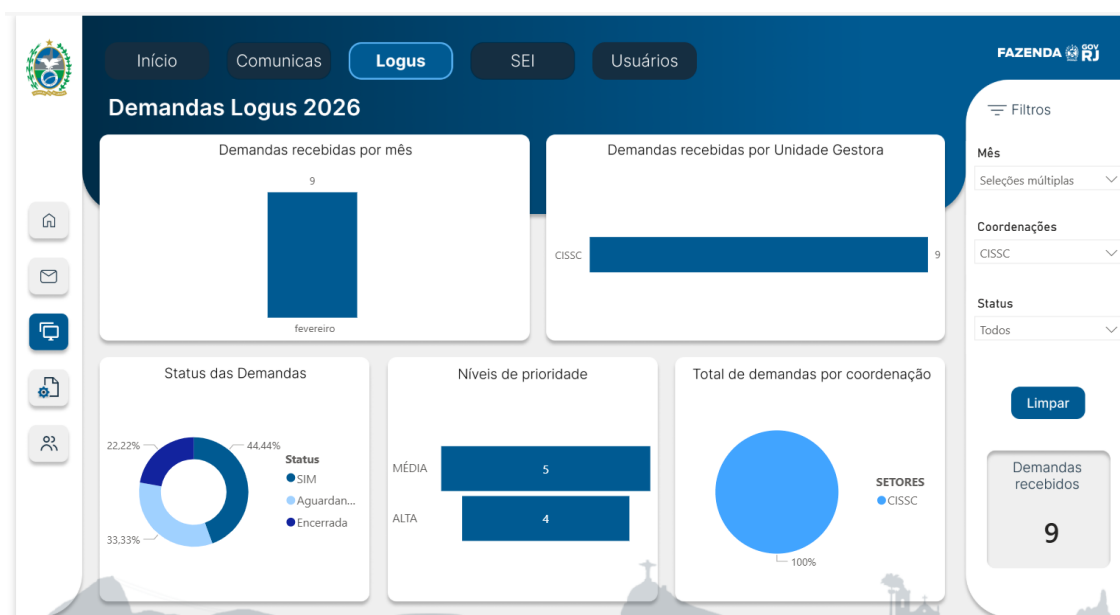 Início
Comunicas
Logus
SEI
Usuários
FAZENDA GOV RJ
Demandas Logus 2026
Filtros
Demandas recebidas por mês
9
fevereiro
Demandas recebidas por Unidade Gestora
CISSC
9
Mês
Seleções múltiplas
Coordenações
CISSC
Status
Todos
Limpar
Demandas
recebidos
9
Status das Demandas
22,22%
44,44%
33,33%
Status
SIM
Aguardan...
Encerrada
Níveis de prioridade
MÉDIA
5
ALTA
4
Total de demandas por coordenação
SETORES
CISSC
100%